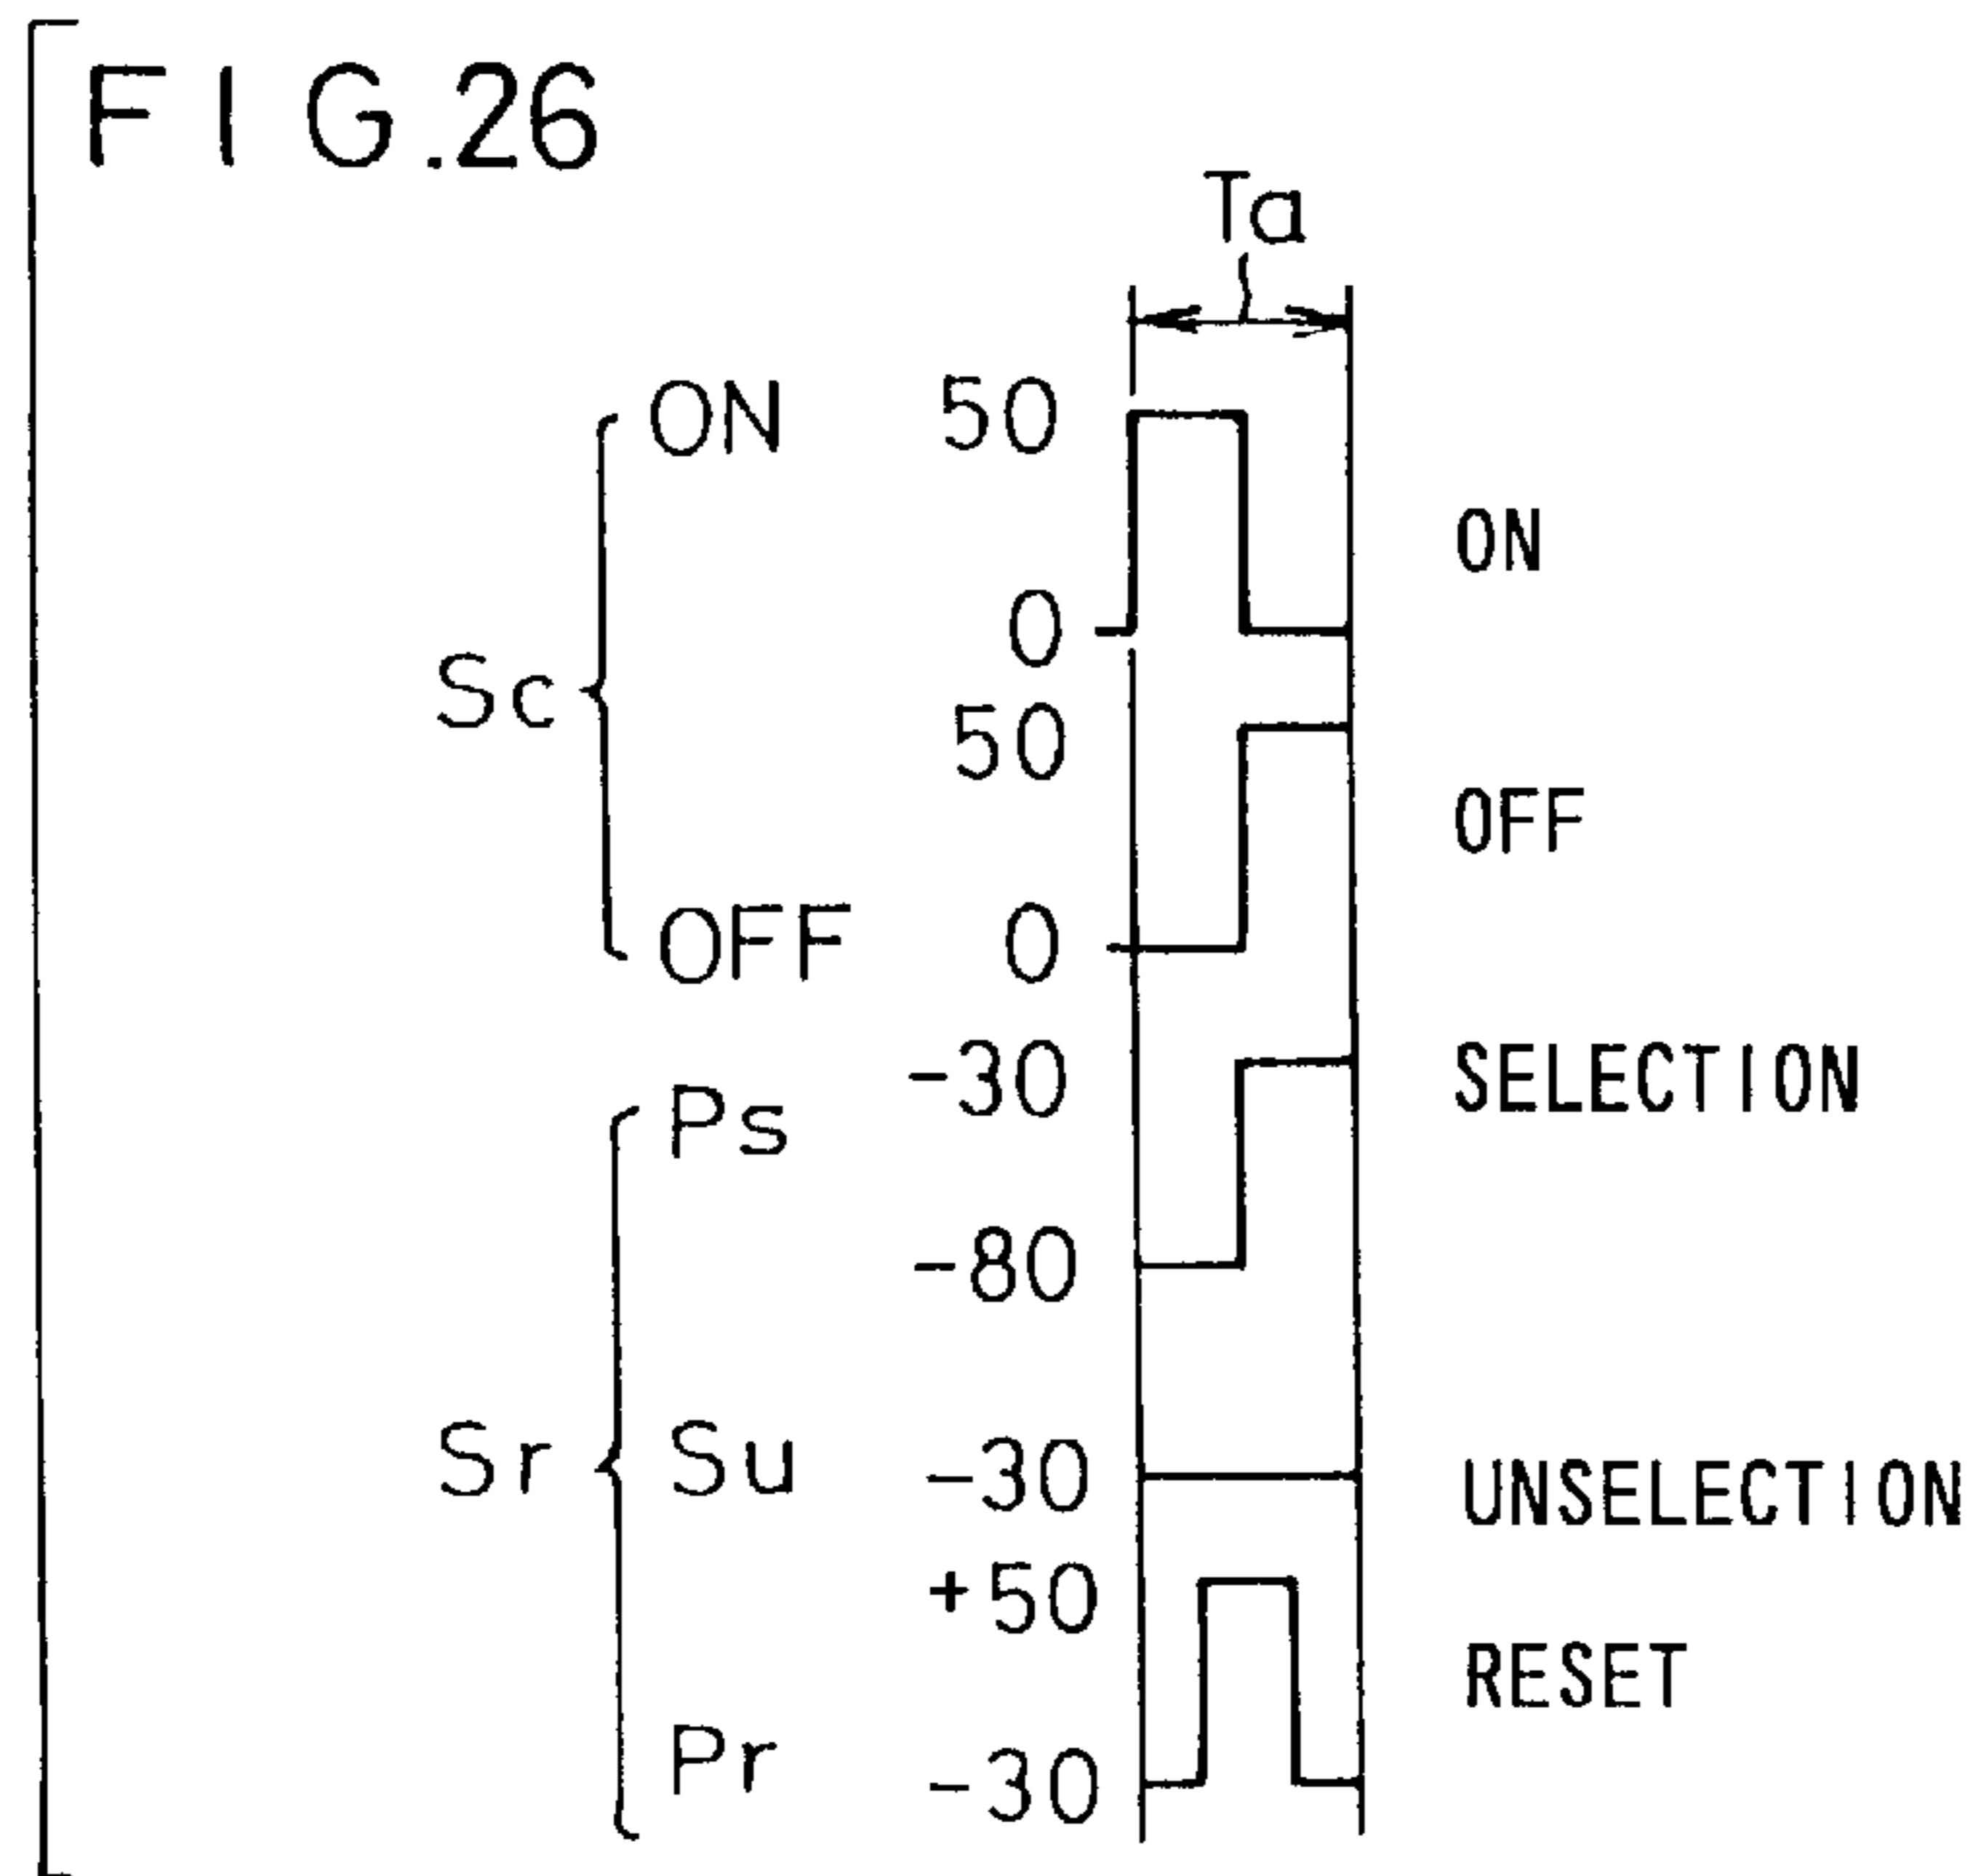 FIG.26
Ta
ON 50
ON
0
Sc
50
OFF
OFF 0
-30 SELECTION
Ps
-80
Sr Su -30 UNSELECTION
+50
RESET
Pr -30